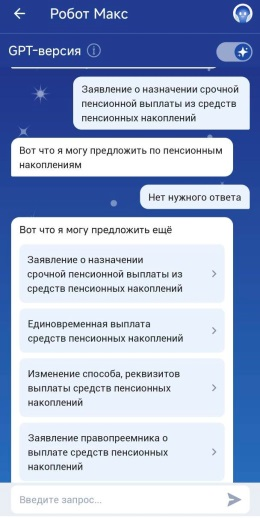 Робот Макс
GPT-версия
Заявление о назначении срочной
пенсионной выплаты из средств
пенсионных накоплений
Вот что я могу предложить по пенсионным
накоплениям
Нет нужного ответа
Вот что я могу предложить ещё
Заявление о назначении
срочной пенсионной выплаты из
средств пенсионных накоплений
Единовременная выплата
средств пенсионных накоплений
Изменение способа, реквизитов
выплаты средств пенсионных
накоплений
Заявление правопреемника о
выплате средств пенсионных
накоплений
Введите запрос...